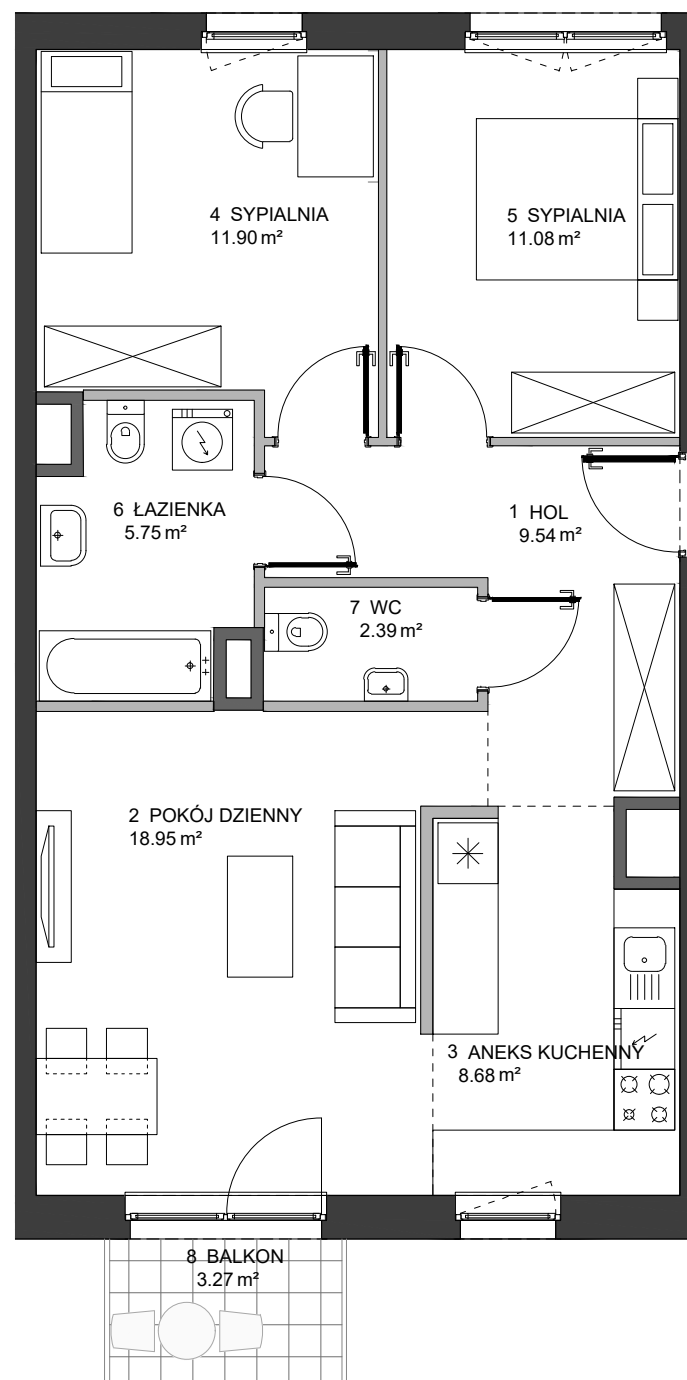 4 SYPIALNIA
11.90 m²
5 SYPIALNIA
11.08 m²
6 ŁAZIENKA
5.75 m²
1 HOL
9.54 m²
7 WC
2.39 m²
2 POKÓJ DZIENNY
18.95 m²
3 ANEKS KUCHENNY
8.68 m²
8 BALKON
3.27 m²